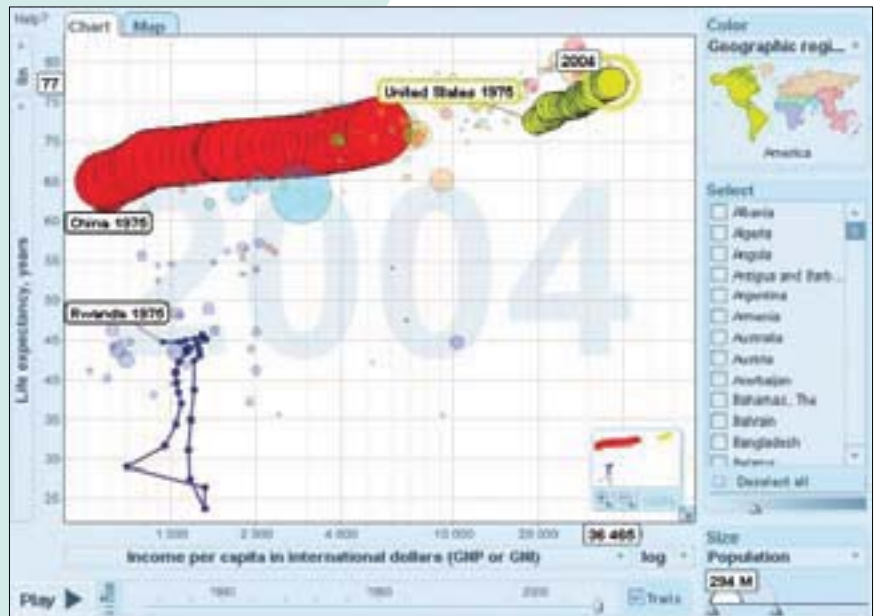 Help?
Chart Map
Color
Geographic regi...
America
Select
Albania
Algeria
Angola
Antigua and Barb...
Argentina
Armenia
Australia
Austria
Azerbaijan
Bahamas, The
Bahrain
Bangladesh
Deselect all
Size
Population
294 M
Life expectancy, years
lin
77
80
75
70
65
60
55
50
45
40
35
30
25
2004
2004
United States 1975
China 1975
Rwanda 1975
1 000
2 000
4 000
10 000
20 000
36 465
Income per capita in international dollars (GNP or GNI)
log
Play
2000
Trails